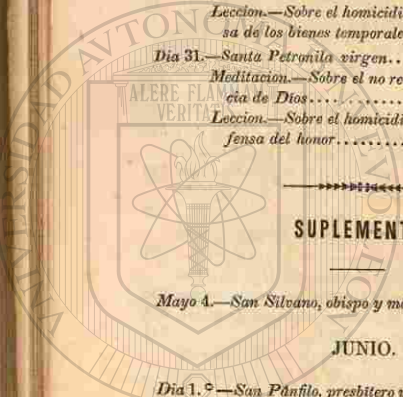 Leccion.—Sobre el homicidi
sa de los bienes temporale
Dia 31.—Santa Petronila virgen..
Meditacion.—Sobre el no re
cia de Dios............
Leccion.—Sobre el homicidi
fensa del honor.........
SUPLEMENT
Mayo 4.—San Silvano, obispo y m
JUNIO.
Dia 1.º—San Pánfilo, presbitero
ALERE FLAM
VERITAT